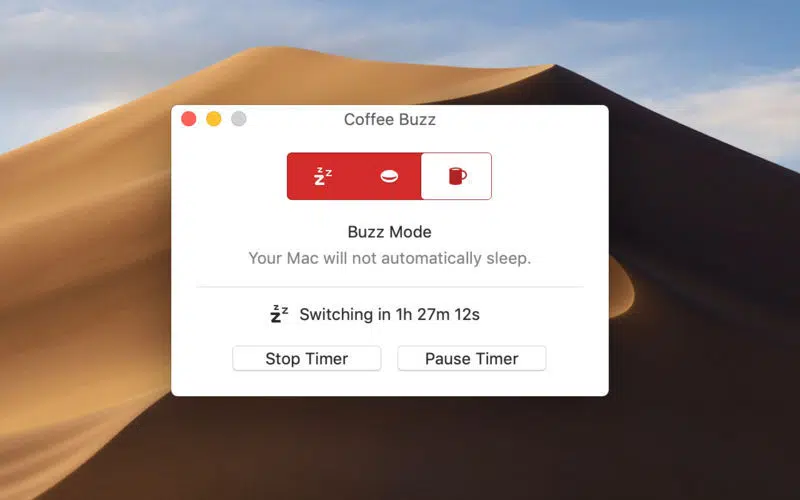 Coffee Buzz
Buzz Mode
Your Mac will not automatically sleep.
Switching in 1h 27m 12s
Stop Timer
Pause Timer